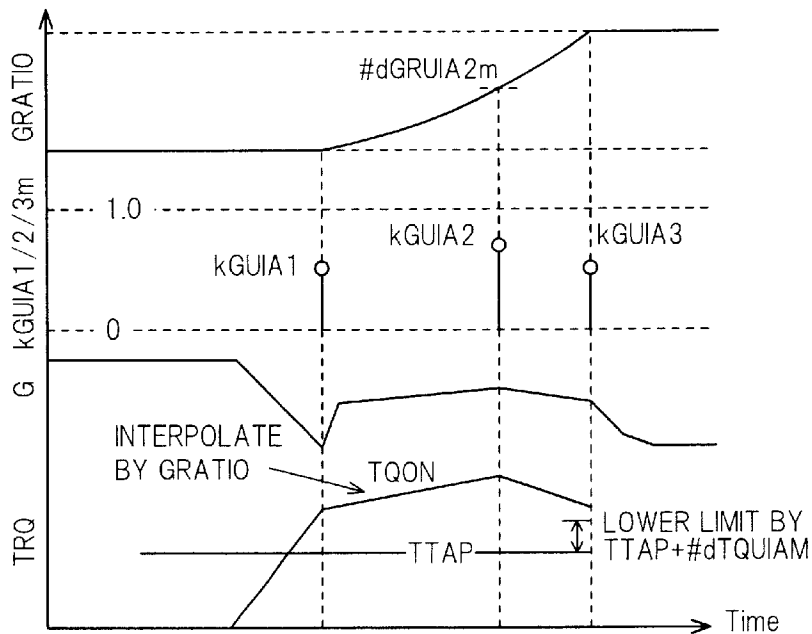 GRATIO
#dGRUIA2m
kGUIA1/2/3m
1.0
kGUIA1
kGUIA2
kGUIA3
0
G
INTERPOLATE
BY GRATIO
TQON
TRQ
TTAP
LOWER LIMIT BY
TTAP+#dTQUIAM
Time